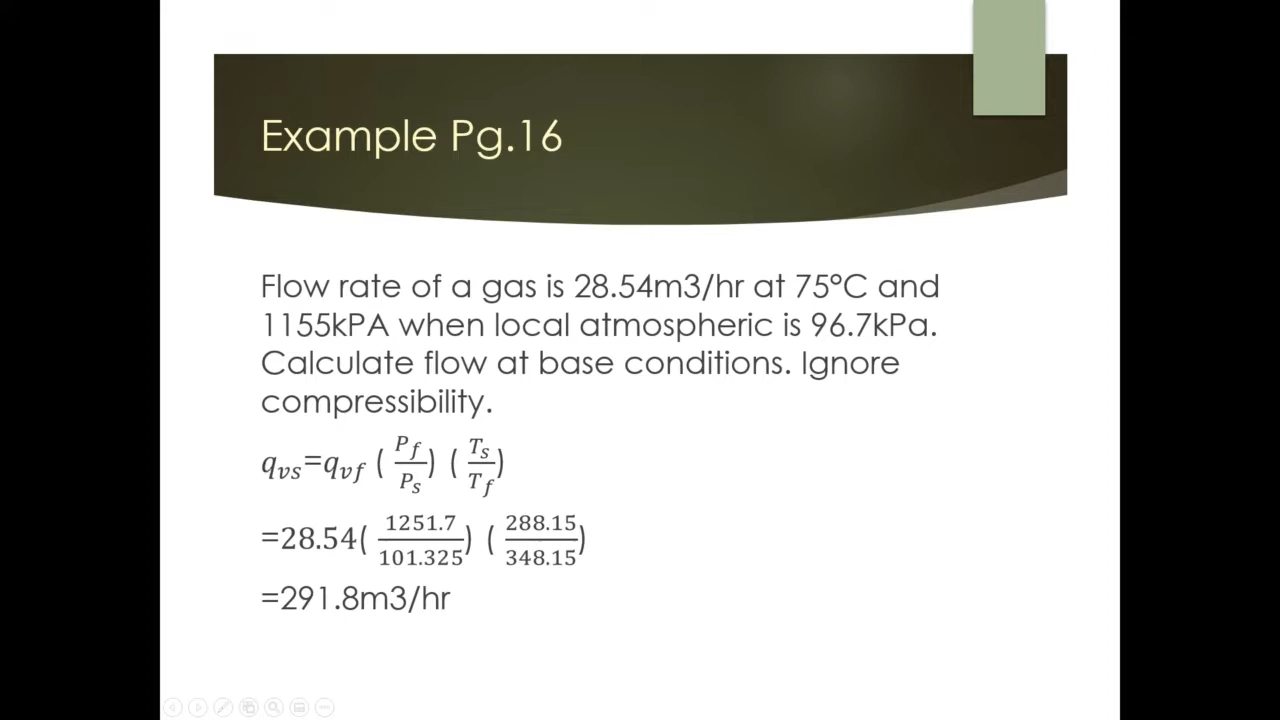 Example Pg.16
Flow rate of a gas is 28.54m3/hr at 75°C and
1155kPA when local atmospheric is 96.7kPa.
Calculate flow at base conditions. Ignore
compressibility.
q_vs=q_vf (P_f/P_s) (T_s/T_f)
=28.54(1251.7/101.325) (288.15/348.15)
=291.8m3/hr